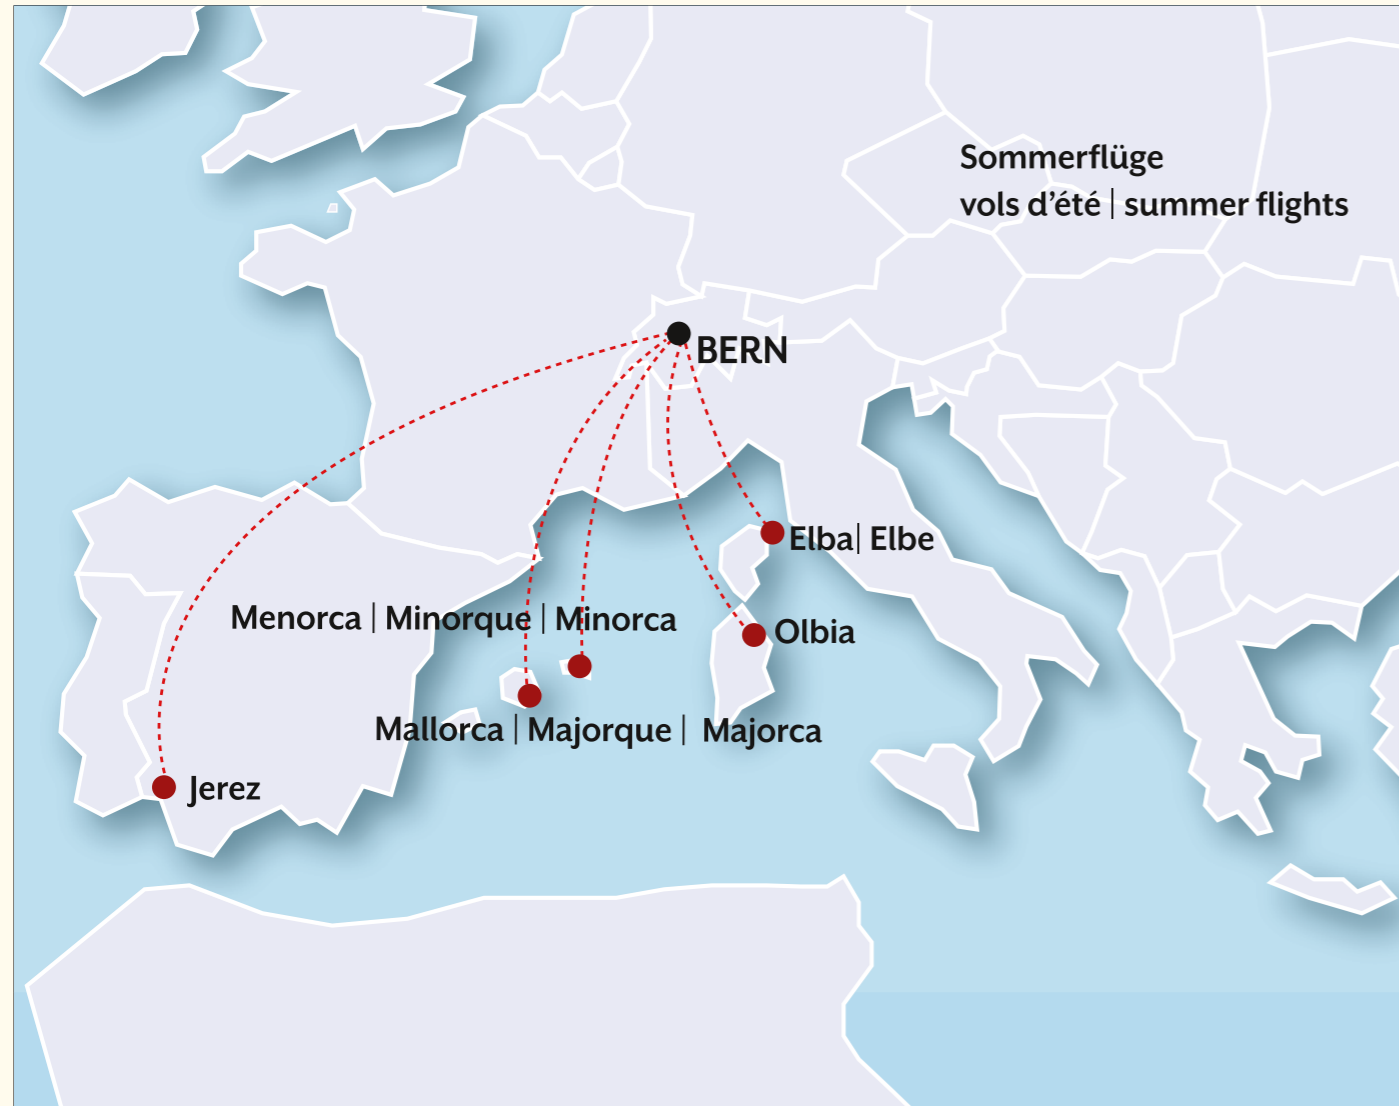 Sommerflüge
vols d'été | summer flights
BERN
Elba| Elbe
Menorca | Minorque | Minorca
Olbia
Mallorca | Majorque | Majorca
Jerez